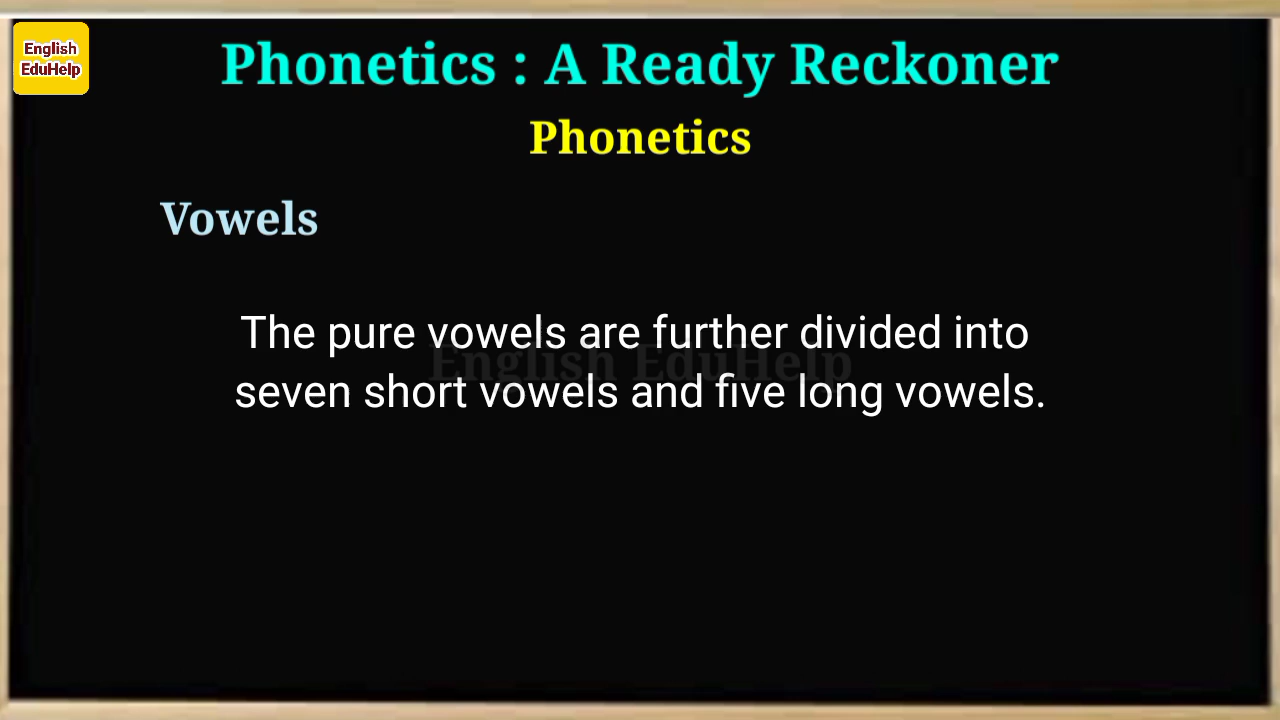 English
EduHelp
Phonetics : A Ready Reckoner
Phonetics
Vowels
The pure vowels are further divided into
English EduHelp
seven short vowels and five long vowels.